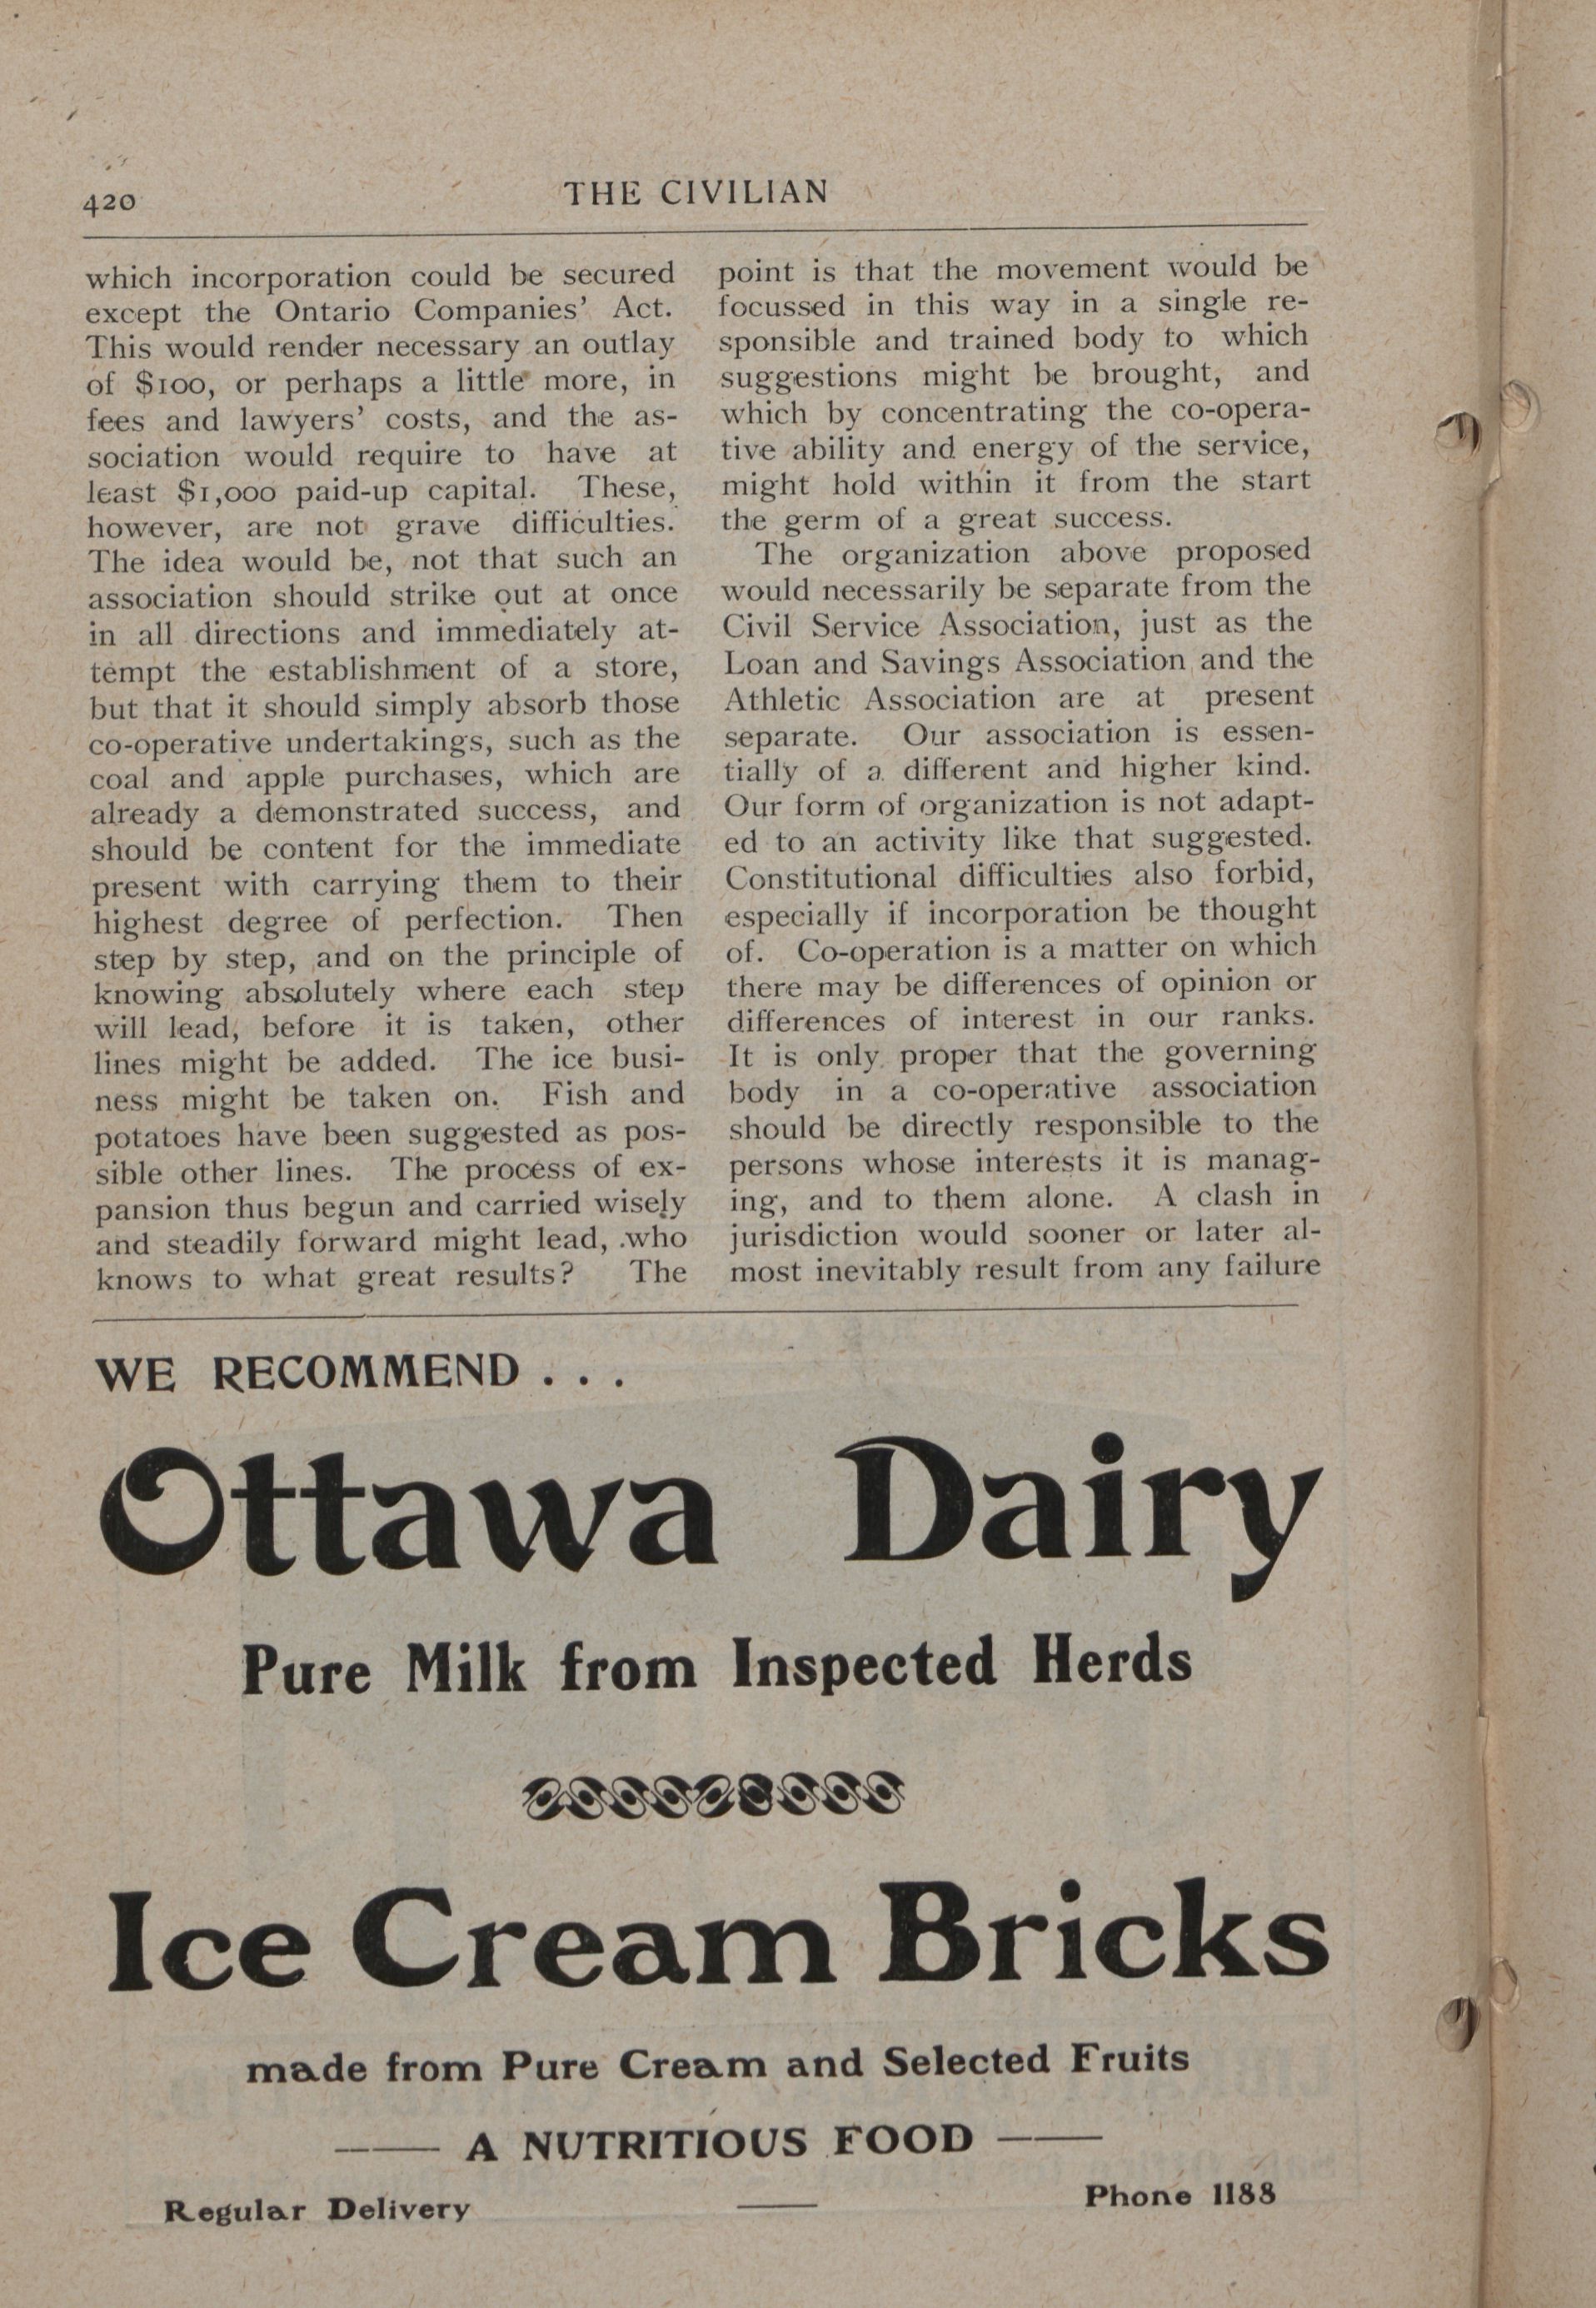 420
THE CIVILIAN
which incorporation could be secured
except the Ontario Companies' Act.
This would render necessary an outlay
of $100, or perhaps a little more, in
fees and lawyers' costs, and the as-
sociation would require to have at
least $1,000 paid-up capital. These,
however, are not grave difficulties.
The idea would be, not that such an
association should strike out at once
in all directions and immediately at-
tempt the establishment of a store,
but that it should simply absorb those
co-operative undertakings, such as the
coal and apple purchases, which are
already a demonstrated success, and
should be content for the immediate
present with carrying them to their
highest degree of perfection. Then
step by step, and on the principle of
knowing absolutely where each step
will lead, before it is taken, other
lines might be added. The ice busi-
ness might be taken on. Fish and
potatoes have been suggested as pos-
sible other lines. The process of ex-
pansion thus begun and carried wisely
and steadily forward might lead, who
knows to what great results? The
point is that the movement would be
focussed in this way in a single re-
sponsible and trained body to which
suggestions might be brought, and
which by concentrating the co-opera-
tive ability and energy of the service,
might hold within it from the start
the germ of a great success.
The organization above proposed
would necessarily be separate from the
Civil Service Association, just as the
Loan and Savings Association and the
Athletic Association are at present
separate. Our association is essen-
tially of a different and higher kind.
Our form of organization is not adapt-
ed to an activity like that suggested.
Constitutional difficulties also forbid,
especially if incorporation be thought
of. Co-operation is a matter on which
there may be differences of opinion or
differences of interest in our ranks.
It is only proper that the governing
body in a co-operative association
should be directly responsible to the
persons whose interests it is manag-
ing, and to them alone. A clash in
jurisdiction would sooner or later al-
most inevitably result from any failure
WE RECOMMEND . . .
Ottawa Dairy
Pure Milk from Inspected Herds
Ice Cream Bricks
made from Pure Cream and Selected Fruits
—— A NUTRITIOUS FOOD ——
Regular Delivery —— Phone 1188